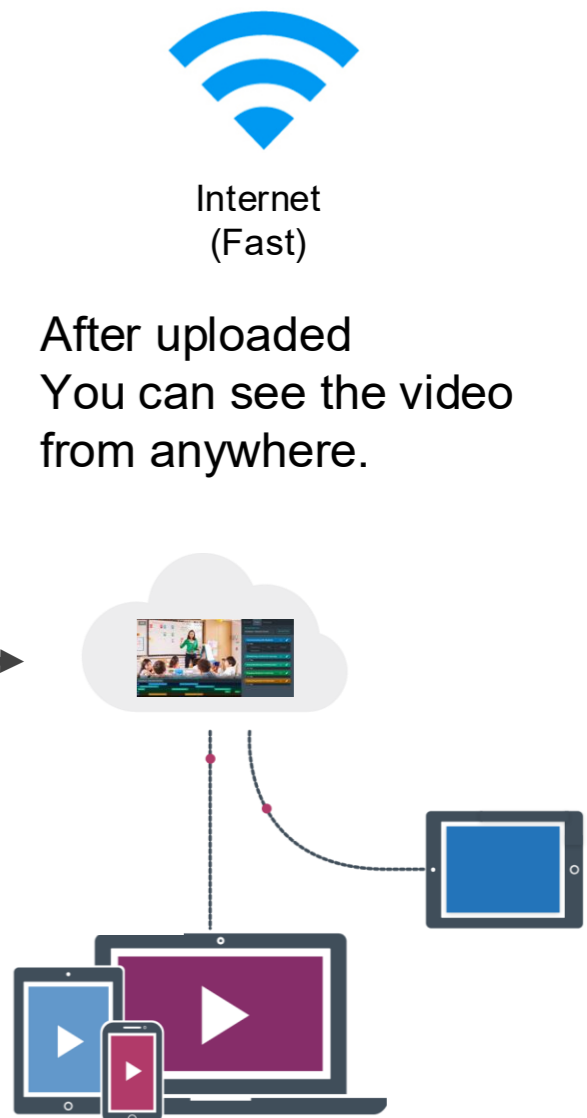 Internet
(Fast)
After uploaded
You can see the video
from anywhere.